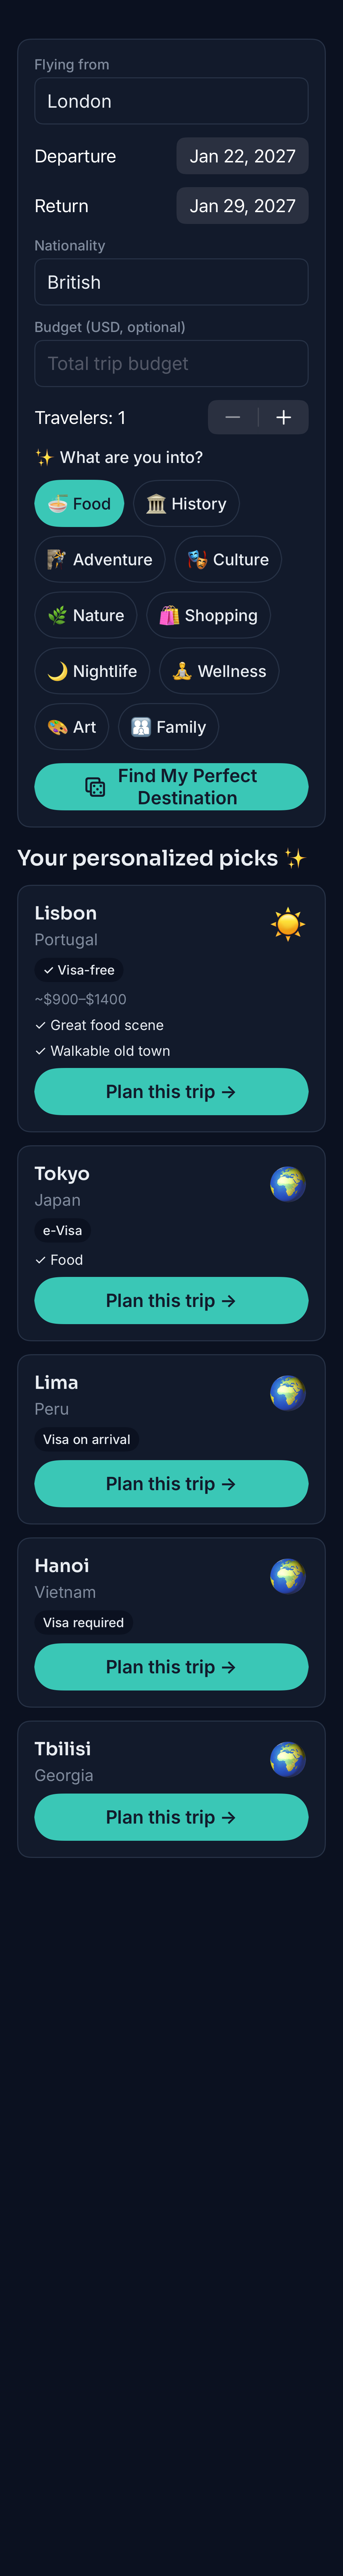 Flying from
London
Departure
Jan 22, 2027
Return
Jan 29, 2027
Nationality
British
Budget (USD, optional)
Total trip budget
Travelers: 1
✨ What are you into?
🍜 Food
🏛️ History
🧗 Adventure
🎭 Culture
🌿 Nature
🛍️ Shopping
🌙 Nightlife
🧘 Wellness
🎨 Art
👨‍👩‍👦 Family
Find My Perfect
Destination
Your personalized picks ✨
Lisbon
Portugal
✓ Visa-free
~$900–$1400
✓ Great food scene
✓ Walkable old town
Plan this trip →
Tokyo
Japan
e-Visa
✓ Food
Plan this trip →
Lima
Peru
Visa on arrival
Plan this trip →
Hanoi
Vietnam
Visa required
Plan this trip →
Tbilisi
Georgia
Plan this trip →